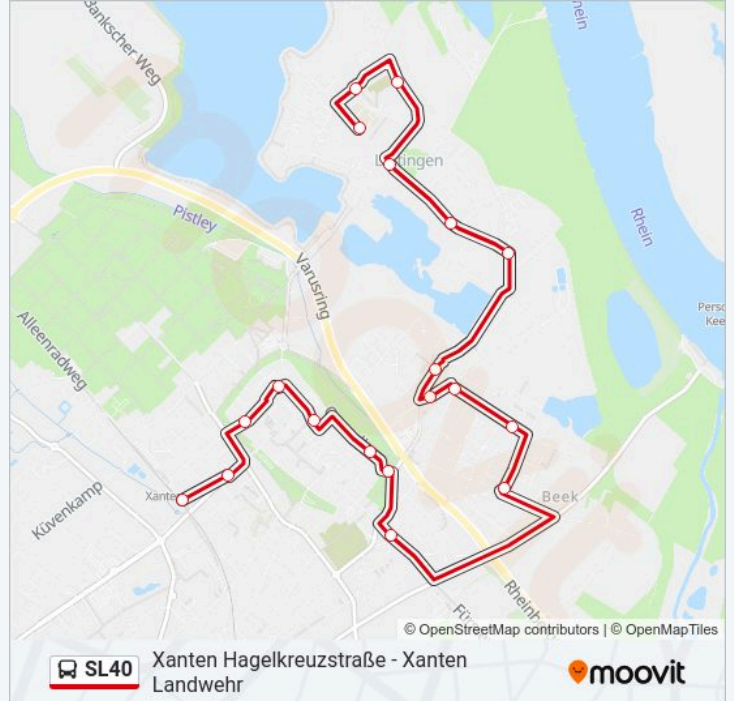 Bankscher Weg
hein
Lüttingen
Pistley
Rhein
Varusring
Alleenradweg
Xanten
Beek
Küvenkamp
© OpenStreetMap contributors | © OpenMapTiles
SL40
Xanten Hagelkreuzstraße - Xanten
Landwehr
moovit